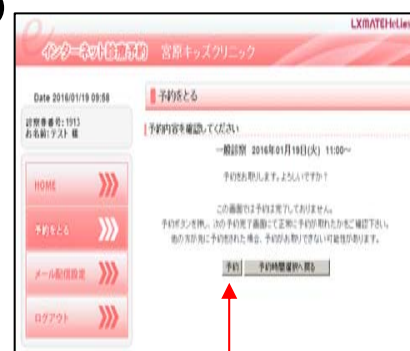 LXMATEHeLios
インターネット診療予約 宮原キッズクリニック
Date 2016/01/19 09:58
診察券番号:1913
お名前:テスト 様
HOME
予約をとる
メール配信設定
ログアウト
予約をとる
予約内容を確認してください
一般診察 2016年01月19日(火) 11:00~
予約をお取りします。よろしいですか？
この画面では予約は完了しておりません。
予約ボタンを押し、次の予約完了画面にて正常に予約が取れたかをご確認下さい。
他の方が先に予約をされた場合、予約がお取りできない可能性があります。
予約 予約時間選択へ戻る